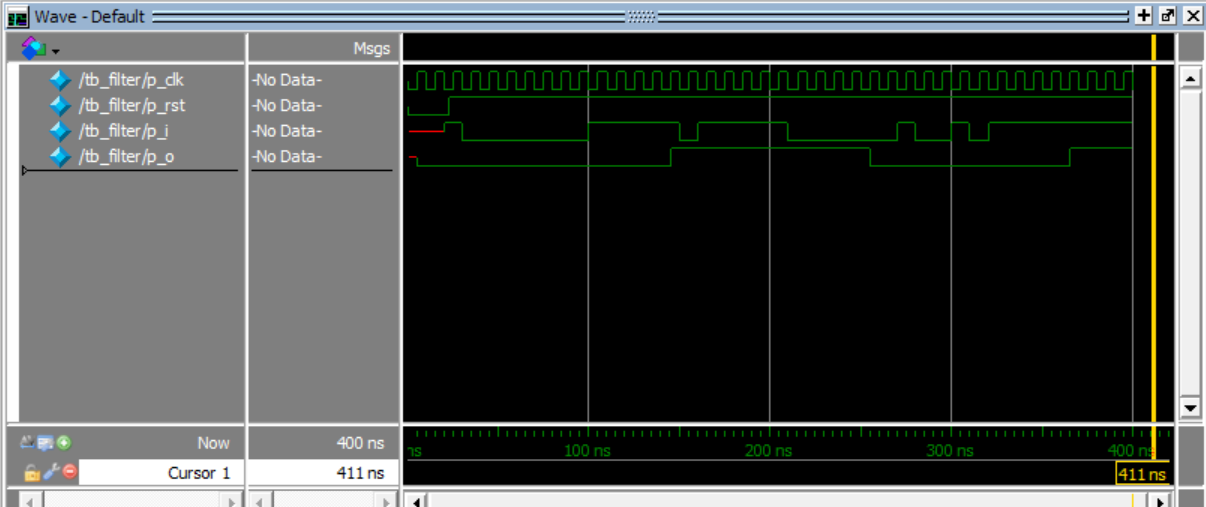 Wave - Default
Msgs
/tb_filter/p_clk -No Data-
/tb_filter/p_rst -No Data-
/tb_filter/p_i -No Data-
/tb_filter/p_o -No Data-
Now 400 ns
ns 100 ns 200 ns 300 ns 400 ns
Cursor 1 411 ns
411 ns